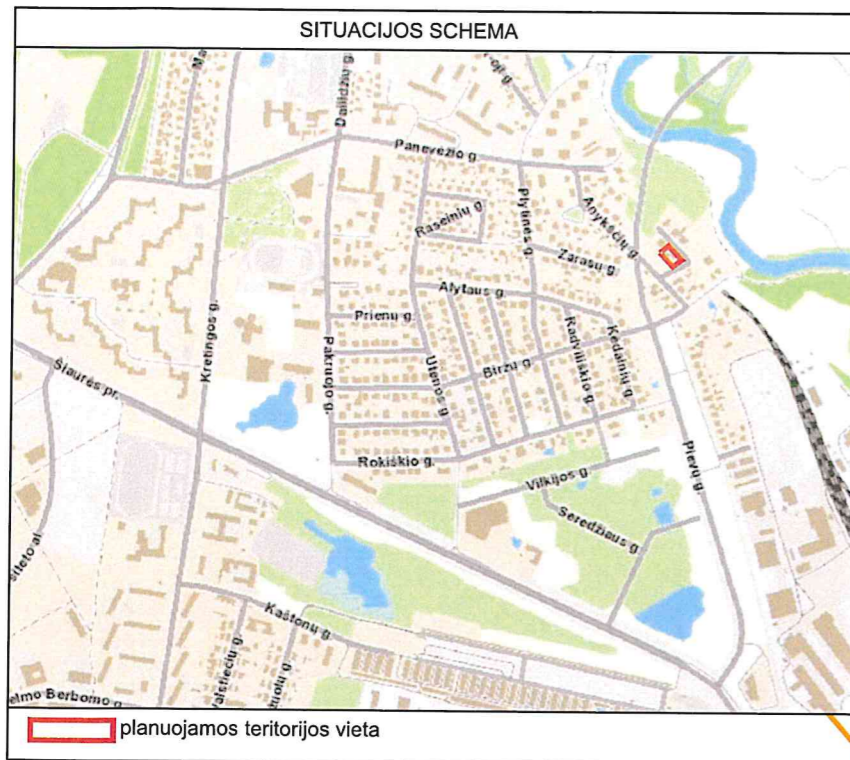 SITUACIJOS SCHEMA
Dailidžių g.
Panevėžio g.
Raseinių g.
Plytinės g.
Anykščių g.
Zarasų g.
Alytaus g.
Prienų g.
Kretingos g.
Pakruojo g.
Utenos g.
Biržų g.
Radviliškio g.
Kėdainių g.
Šiaurės pr.
Rokiškio g.
Vilkijos g.
Pievų g.
Seredžiaus g.
Kaštonų g.
Valstiečių g.
planuojamos teritorijos vieta